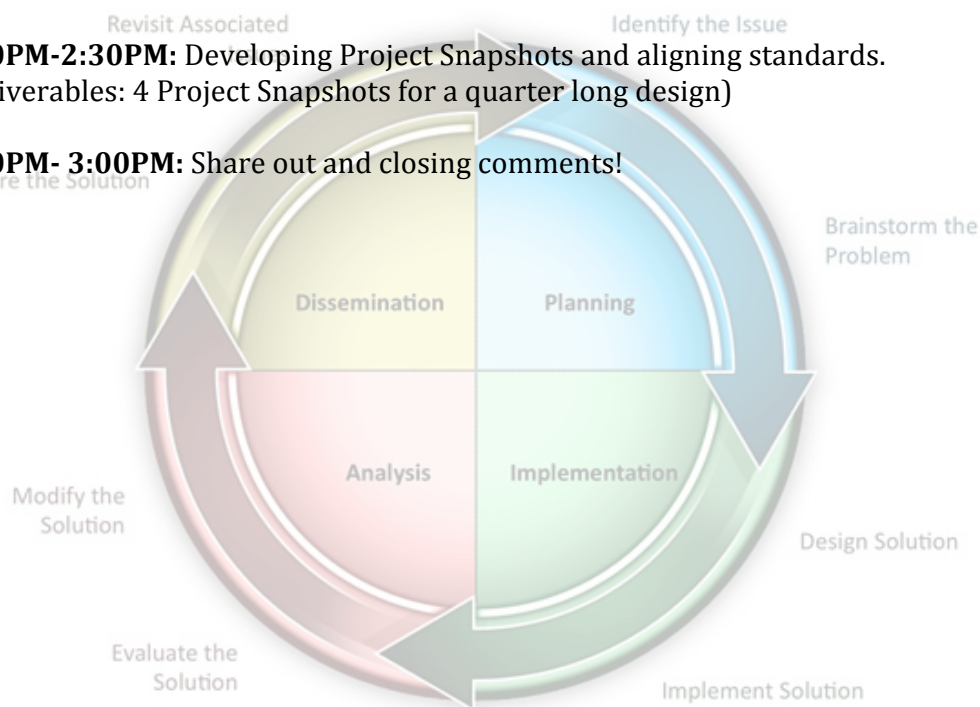 Revisit Associated
Identify the Issue
0PM-2:30PM: Developing Project Snapshots and aligning standards.
iverables: 4 Project Snapshots for a quarter long design)
0PM- 3:00PM: Share out and closing comments!
re the Solution
Brainstorm the
Problem
Dissemination
Planning
Analysis
Implementation
Modify the
Solution
Design Solution
Evaluate the
Solution
Implement Solution